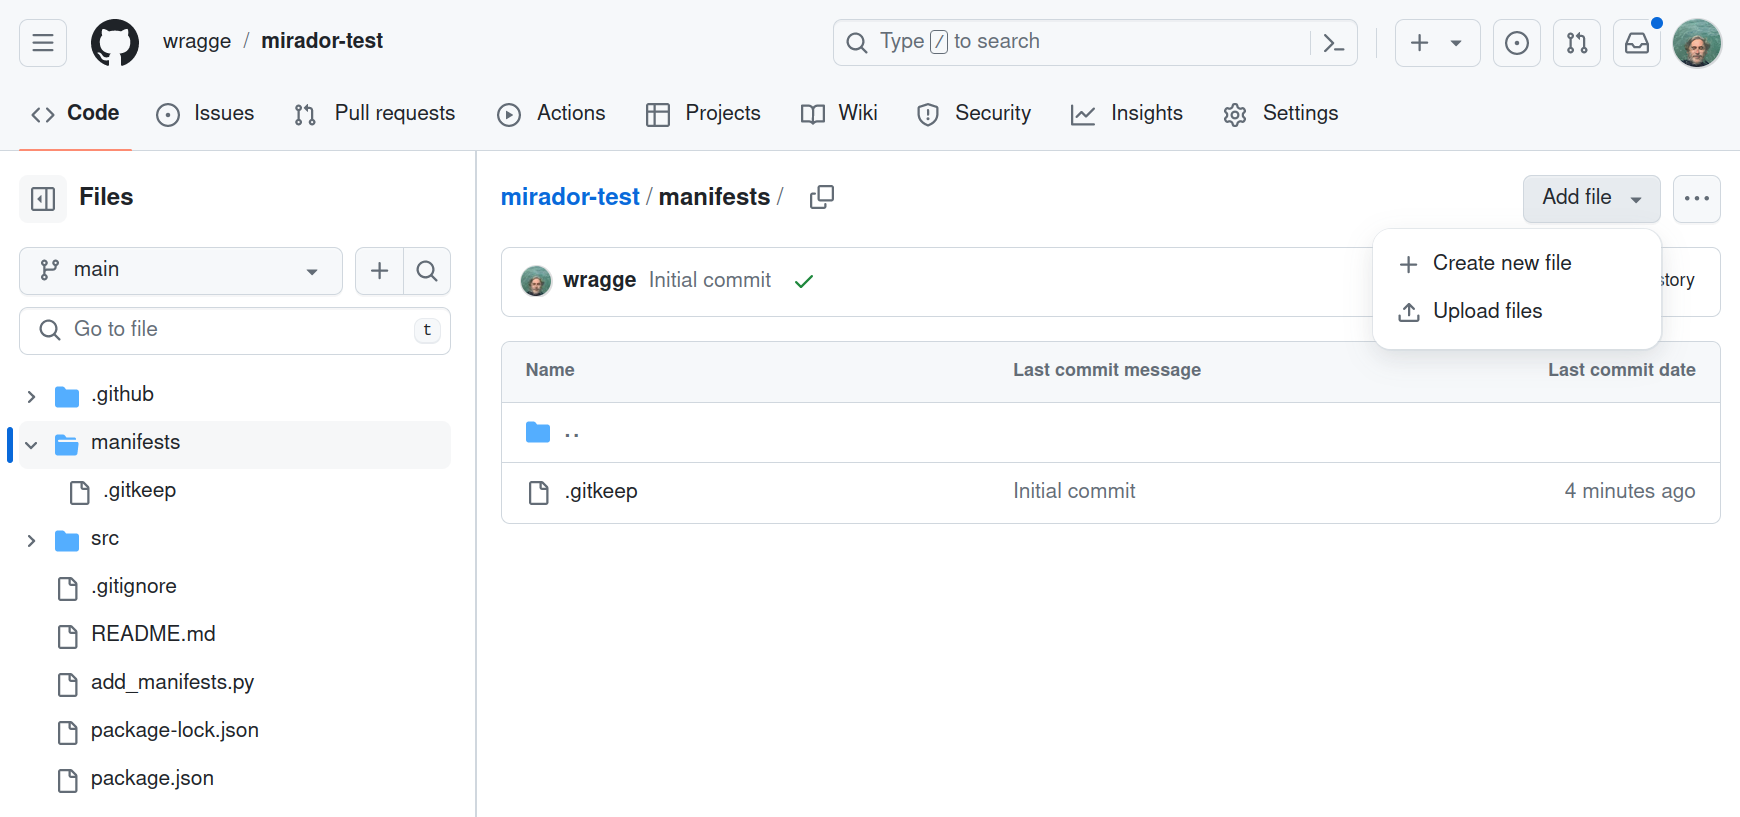 wragge / mirador-test
Type / to search
Code Issues Pull requests Actions Projects Wiki Security Insights Settings
Files
main
Go to file t
.github
manifests
.gitkeep
src
.gitignore
README.md
add_manifests.py
package-lock.json
package.json
mirador-test / manifests /
Add file
Create new file
Upload files
wragge Initial commit
Name Last commit message Last commit date
..
.gitkeep Initial commit 4 minutes ago